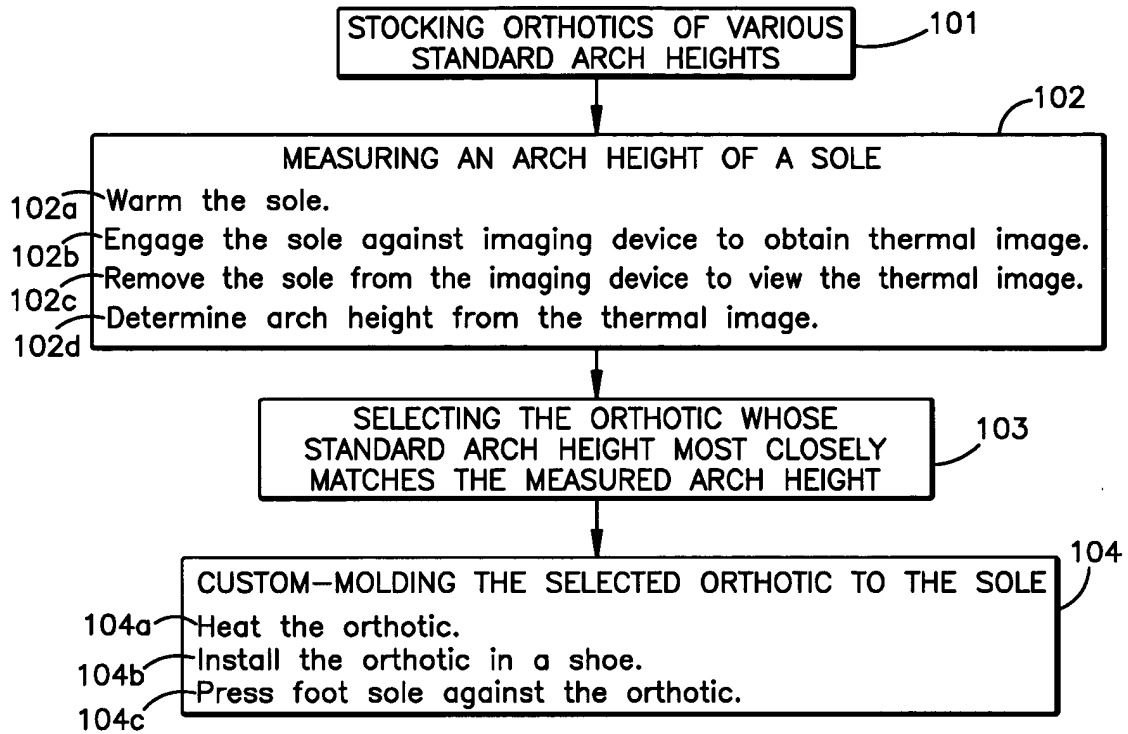 STOCKING ORTHOTICS OF VARIOUS
STANDARD ARCH HEIGHTS
101
102
MEASURING AN ARCH HEIGHT OF A SOLE
102a Warm the sole.
102b Engage the sole against imaging device to obtain thermal image.
102c Remove the sole from the imaging device to view the thermal image.
102d Determine arch height from the thermal image.
SELECTING THE ORTHOTIC WHOSE
STANDARD ARCH HEIGHT MOST CLOSELY
MATCHES THE MEASURED ARCH HEIGHT
103
104
CUSTOM-MOLDING THE SELECTED ORTHOTIC TO THE SOLE
104a Heat the orthotic.
104b Install the orthotic in a shoe.
104c Press foot sole against the orthotic.